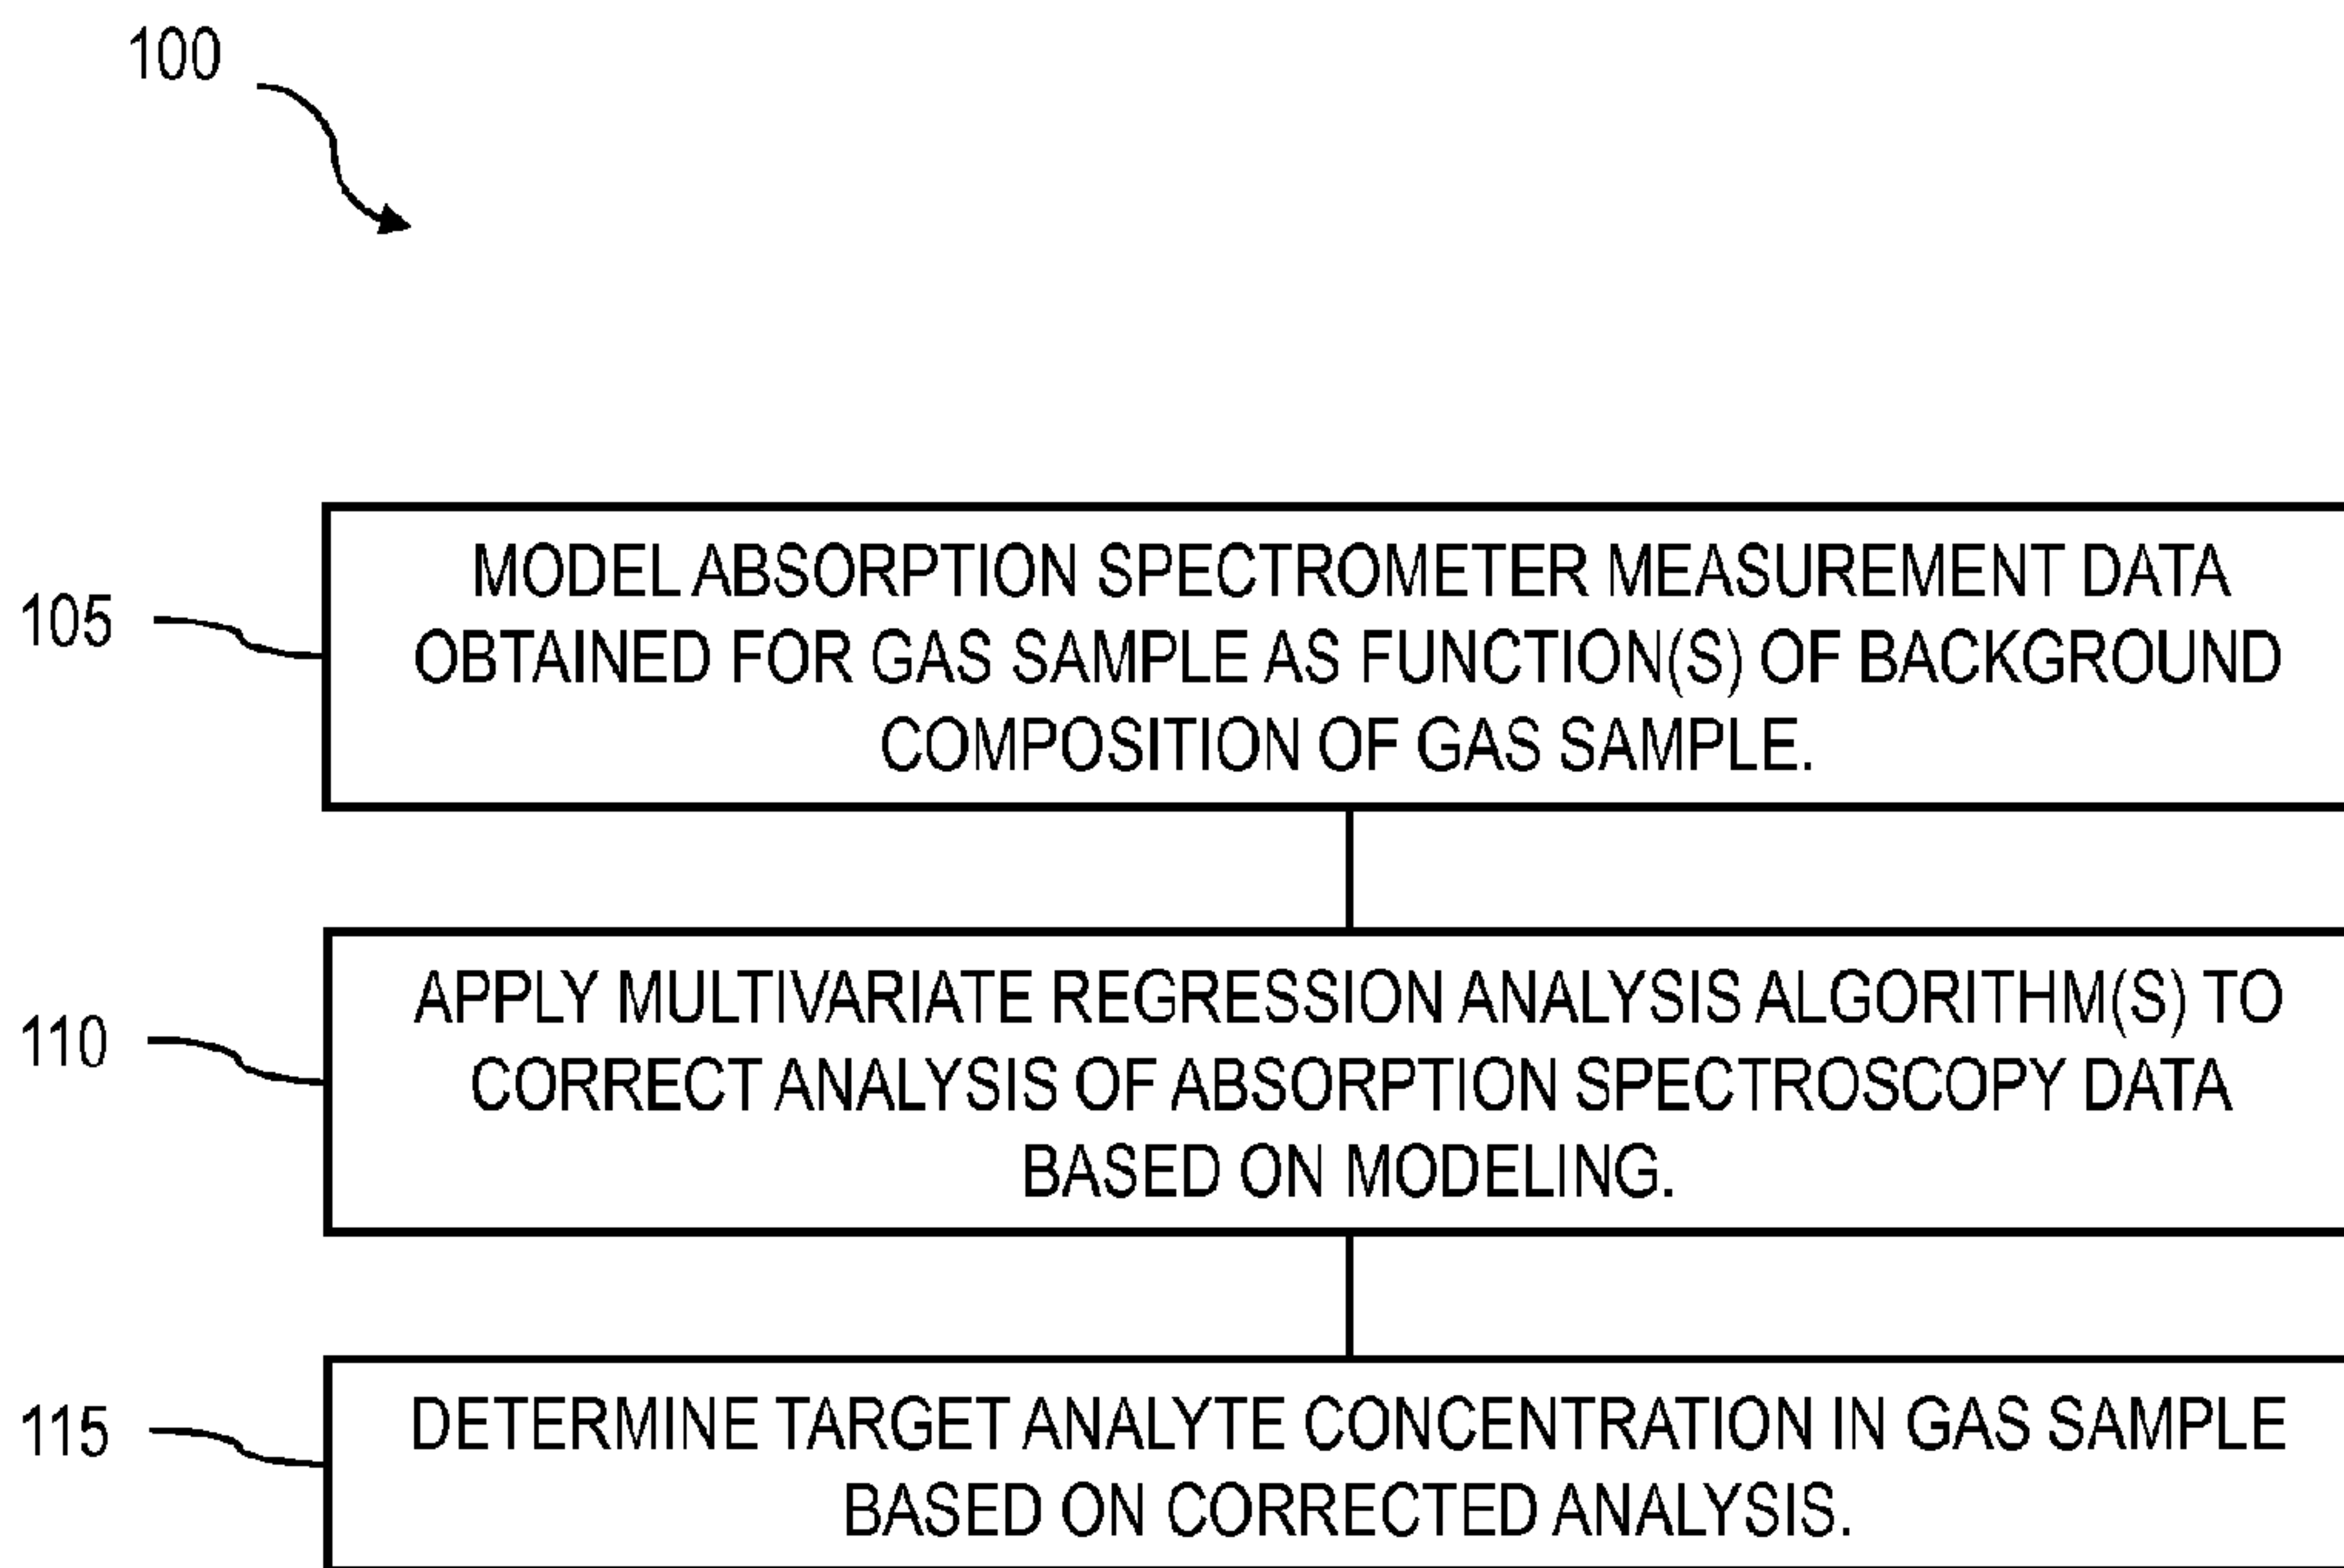 100
105
MODEL ABSORPTION SPECTROMETER MEASUREMENT DATA
OBTAINED FOR GAS SAMPLE AS FUNCTION(S) OF BACKGROUND
COMPOSITION OF GAS SAMPLE.
110
APPLY MULTIVARIATE REGRESSION ANALYSIS ALGORITHM(S) TO
CORRECT ANALYSIS OF ABSORPTION SPECTROSCOPY DATA
BASED ON MODELING.
115
DETERMINE TARGET ANALYTE CONCENTRATION IN GAS SAMPLE
BASED ON CORRECTED ANALYSIS.